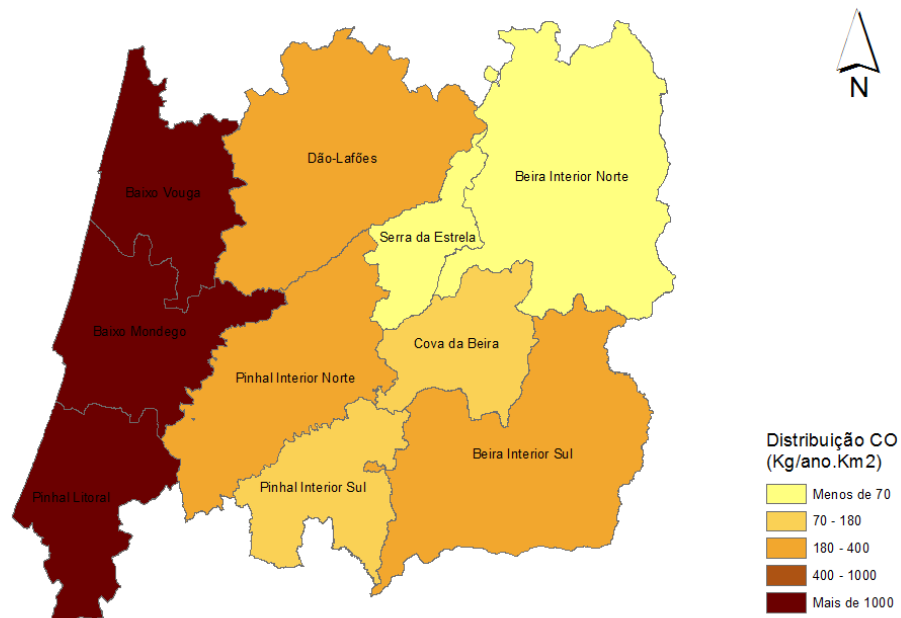 N
Dão-Lafões
Beira Interior Norte
Baixo Vouga
Serra da Estrela
Baixo Mondego
Cova da Beira
Pinhal Interior Norte
Beira Interior Sul
Pinhal Interior Sul
Pinhal Litoral
Distribuição CO
(Kg/ano.Km2)
Menos de 70
70 - 180
180 - 400
400 - 1000
Mais de 1000